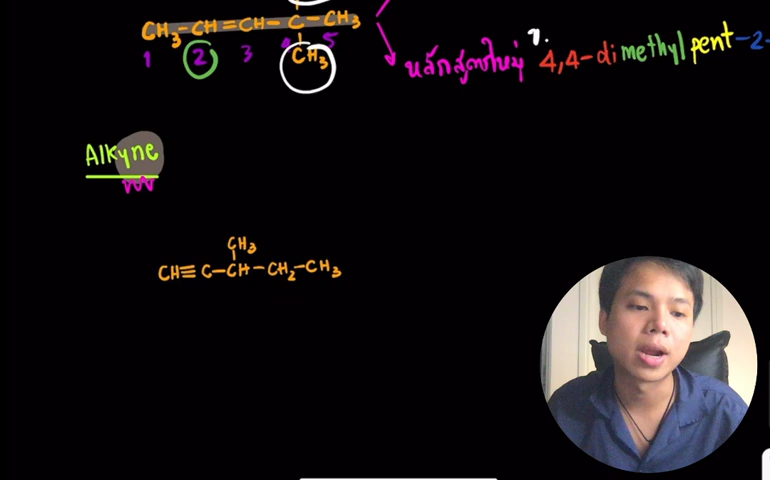 CH₃-CH=CH-C-CH₃
1 2 3 4 5
CH₃
หลักสูตรใหม่ 4,4-dimethylpent-2-
Alkyne
CH₃
CH≡C-CH-CH₂-CH₃